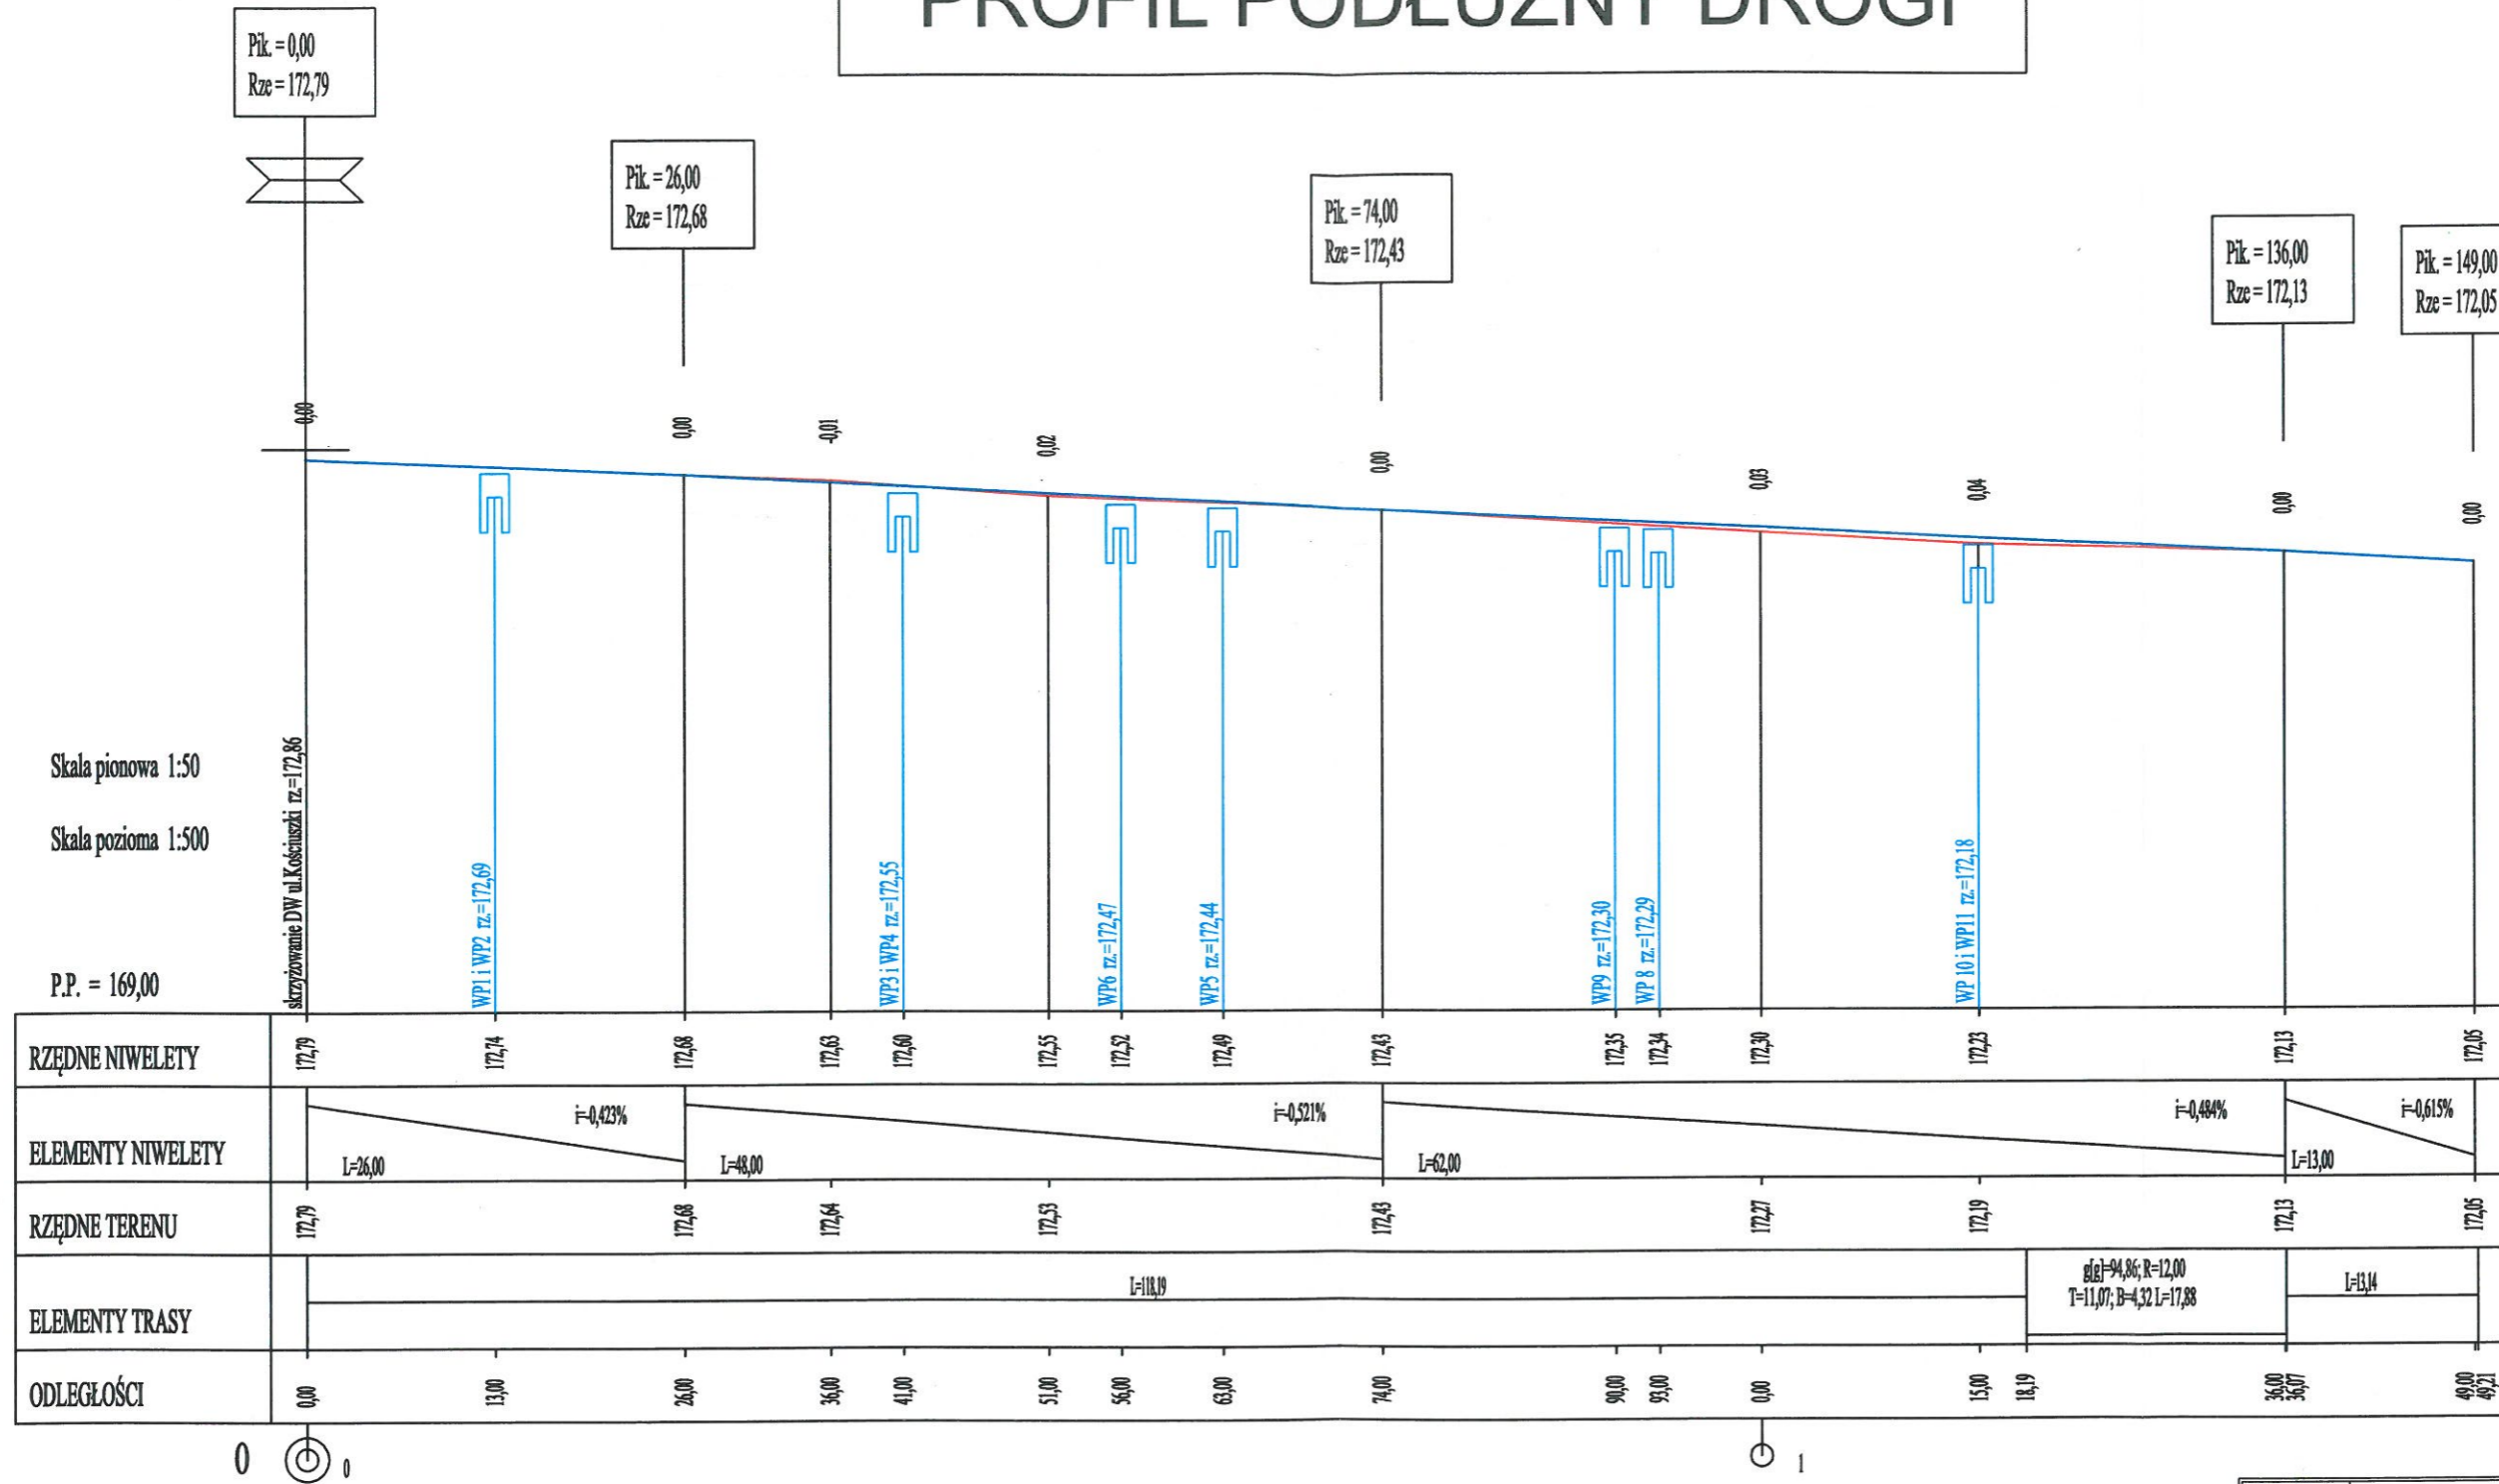 PROFIL PODŁUŻNY DROGI
Pik. = 0,00
Rze = 172,79
Pik. = 26,00
Rze = 172,68
Pik. = 74,00
Rze = 172,43
Pik. = 136,00
Rze = 172,13
Pik. = 149,00
Rze = 172,05
0,00
0,00
-0,01
0,02
0,00
0,03
0,04
0,00
0,00
Skala pionowa 1:50
Skala pozioma 1:500
P.P. = 169,00
skrzyżowanie DW ul.Kościuszki rz.=172,86
WP1 i WP2 rz.=172,69
WP3 i WP4 rz.=172,55
WP6 rz.=172,47
WP5 rz.=172,44
WP9 rz.=172,30
WP 8 rz.=172,29
WP 10 i WP11 rz.=172,18
RZĘDNE NIWELETY
172,79
172,74
172,68
172,63
172,60
172,55
172,52
172,49
172,43
172,35
172,34
172,30
172,23
172,13
172,05
ELEMENTY NIWELETY
L=26,00
i=-0,423%
L=48,00
i=-0,521%
L=62,00
i=-0,484%
L=13,00
i=-0,615%
RZĘDNE TERENU
172,79
172,68
172,64
172,53
172,43
172,27
172,19
172,13
172,05
ELEMENTY TRASY
L=118,19
g[g]=94,86; R=12,00
T=11,07; B=4,32 L=17,88
L=13,14
ODLEGŁOŚCI
0,00
13,00
26,00
36,00
41,00
51,00
56,00
63,00
74,00
90,00
93,00
0,00
15,00
18,19
36,00
36,07
49,00
49,21
0
0
1